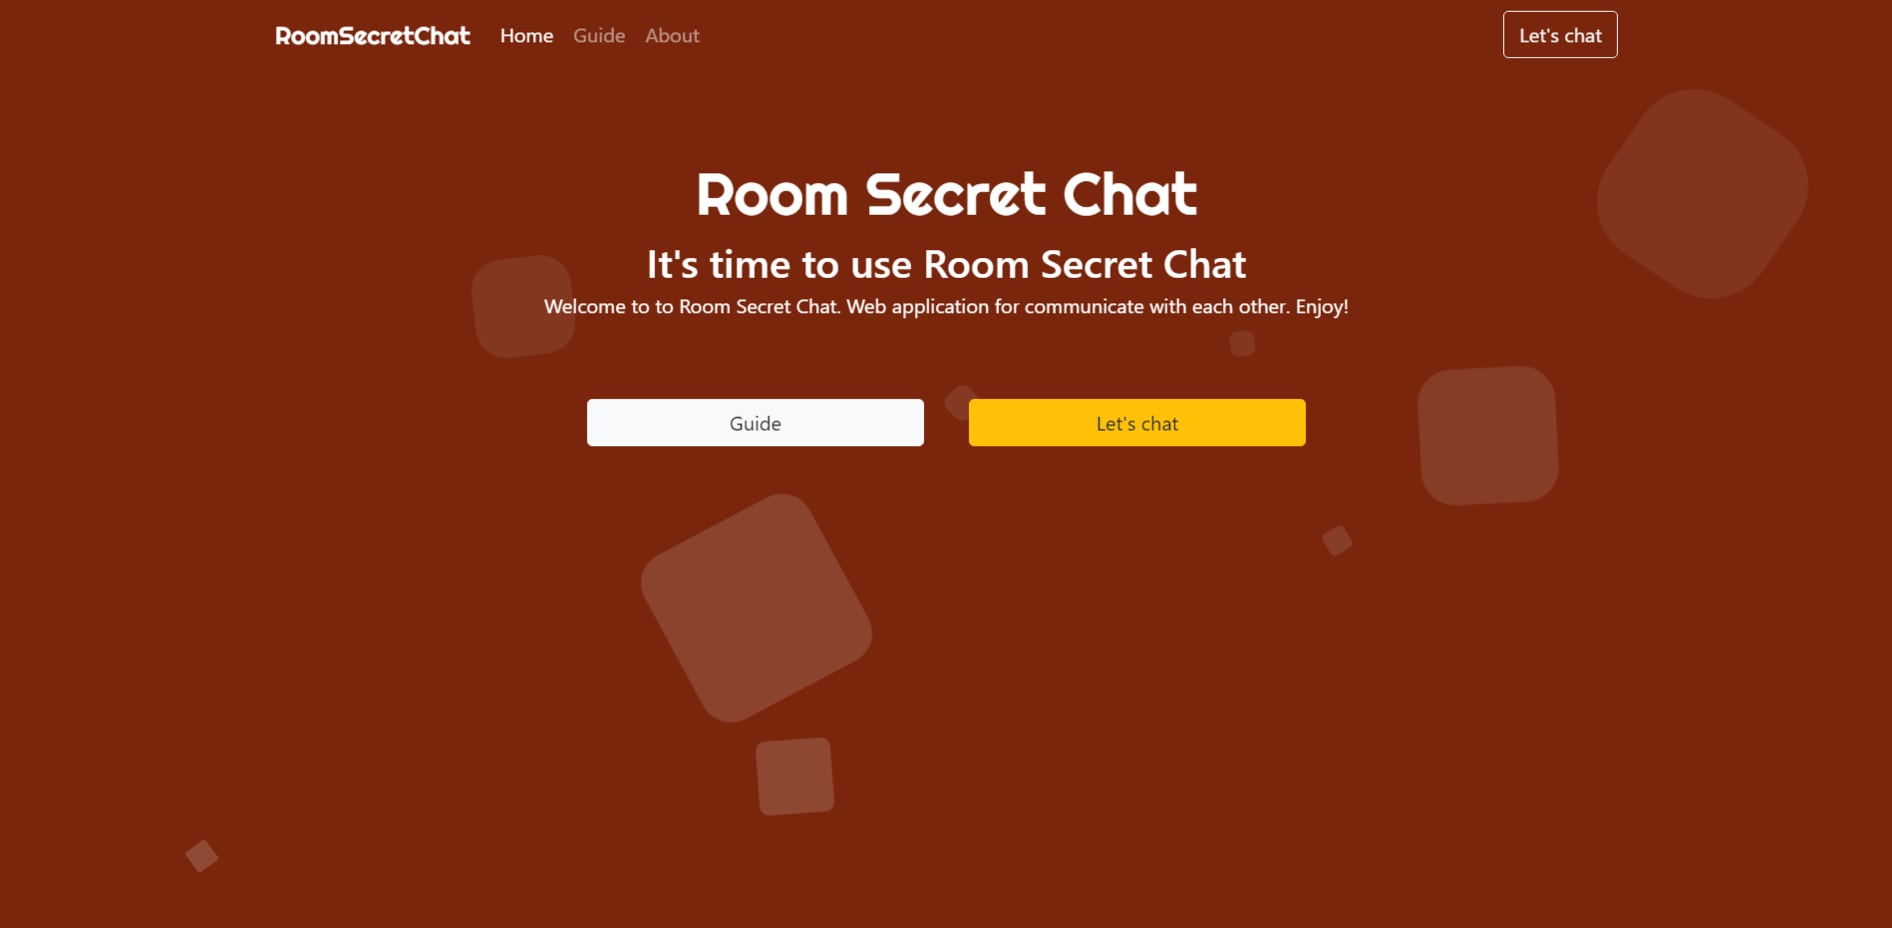 RoomSecretChat Home Guide About Let's chat
Room Secret Chat
It's time to use Room Secret Chat
Welcome to to Room Secret Chat. Web application for communicate with each other. Enjoy!
Guide Let's chat